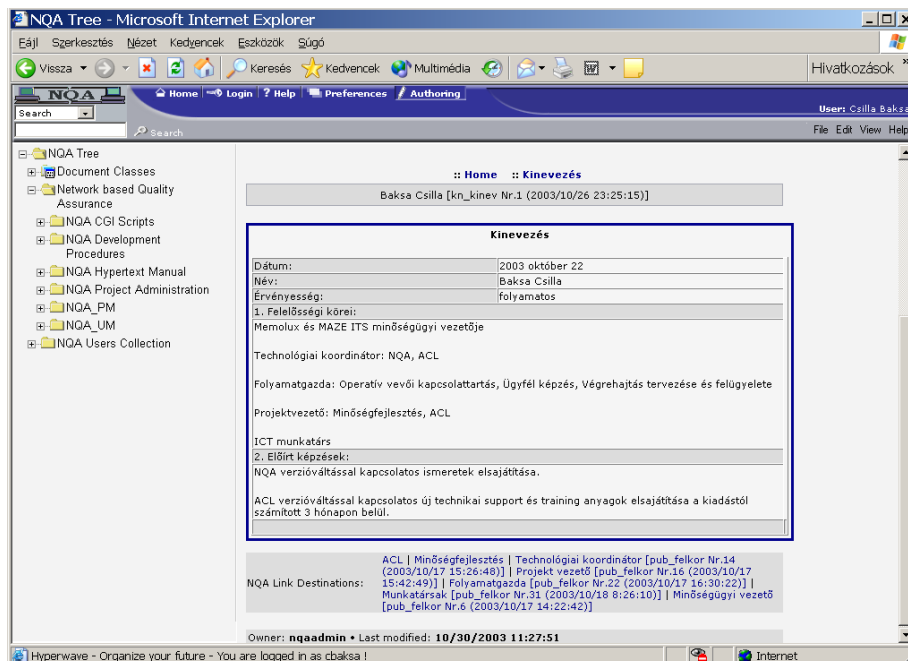 NQA Tree - Microsoft Internet Explorer
Fájl Szerkesztés Nézet Kedvencek Eszközök Súgó
Vissza Keresés Kedvencek Multimédia Hivatkozások »
NQA Home Login ? Help Preferences Authoring
Search User: Csilla Baksa
Search File Edit View Help
NQA Tree
Document Classes
Network based Quality
Assurance
NQA CGI Scripts
NQA Development
Procedures
NQA Hypertext Manual
NQA Project Administration
NQA_PM
NQA_UM
NQA Users Collection
:: Home :: Kinevezés
Baksa Csilla [kn_kinev Nr.1 (2003/10/26 23:25:15)]
Kinevezés
Dátum: 2003 október 22
Név: Baksa Csilla
Érvényesség: folyamatos
1. Felelősségi körei:
Memolux és MAZE ITS minőségügyi vezetője
Technológiai koordinátor: NQA, ACL
Folyamatgazda: Operatív vevői kapcsolattartás, Ügyfél képzés, Végrehajtás tervezése és felügyelete
Projektvezető: Minőségfejlesztés, ACL
ICT munkatárs
2. Előírt képzések:
NQA verzióváltással kapcsolatos ismeretek elsajátítása.
ACL verzióváltással kapcsolatos új technikai support és training anyagok elsajátítása a kiadástól
számított 3 hónapon belül.
NQA Link Destinations:
ACL | Minőségfejlesztés | Technológiai koordinátor [pub_felkor Nr.14
(2003/10/17 15:26:48)] | Projekt vezető [pub_felkor Nr.16 (2003/10/17
15:42:49)] | Folyamatgazda [pub_felkor Nr.22 (2003/10/17 16:30:22)] |
Munkatársak [pub_felkor Nr.31 (2003/10/18 8:26:10)] | Minőségügyi vezető
[pub_felkor Nr.6 (2003/10/17 14:22:42)]
Owner: nqaadmin • Last modified: 10/30/2003 11:27:51
Hyperwave - Organize your future - You are logged in as cbaksa ! Internet